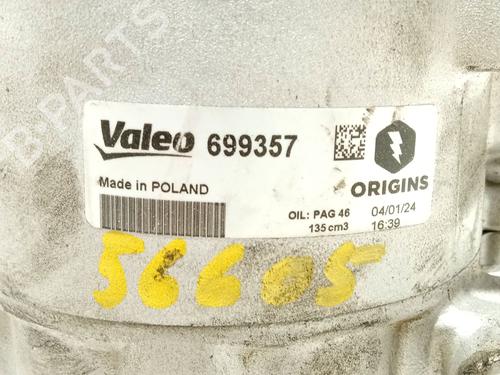 B-PARTS
Valeo 699357
Made in POLAND
ORIGINS
OIL: PAG 46
135 cm3
04/01/24
16:39
56605